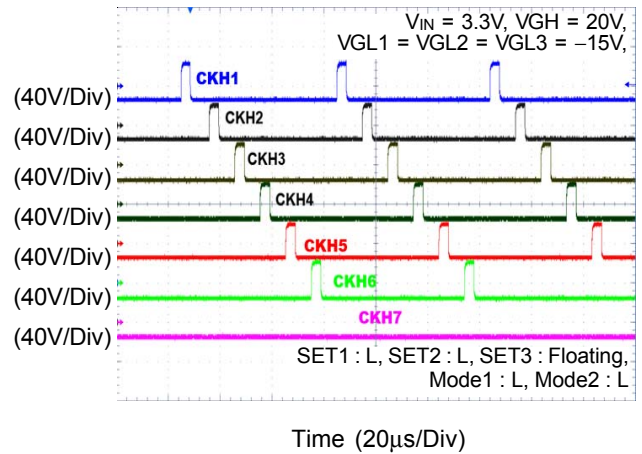 V_IN = 3.3V, VGH = 20V,
VGL1 = VGL2 = VGL3 = −15V,
CKH1
(40V/Div)
CKH2
(40V/Div)
CKH3
(40V/Div)
CKH4
(40V/Div)
CKH5
(40V/Div)
CKH6
(40V/Div)
CKH7
(40V/Div)
SET1 : L, SET2 : L, SET3 : Floating,
Mode1 : L, Mode2 : L
Time (20μs/Div)